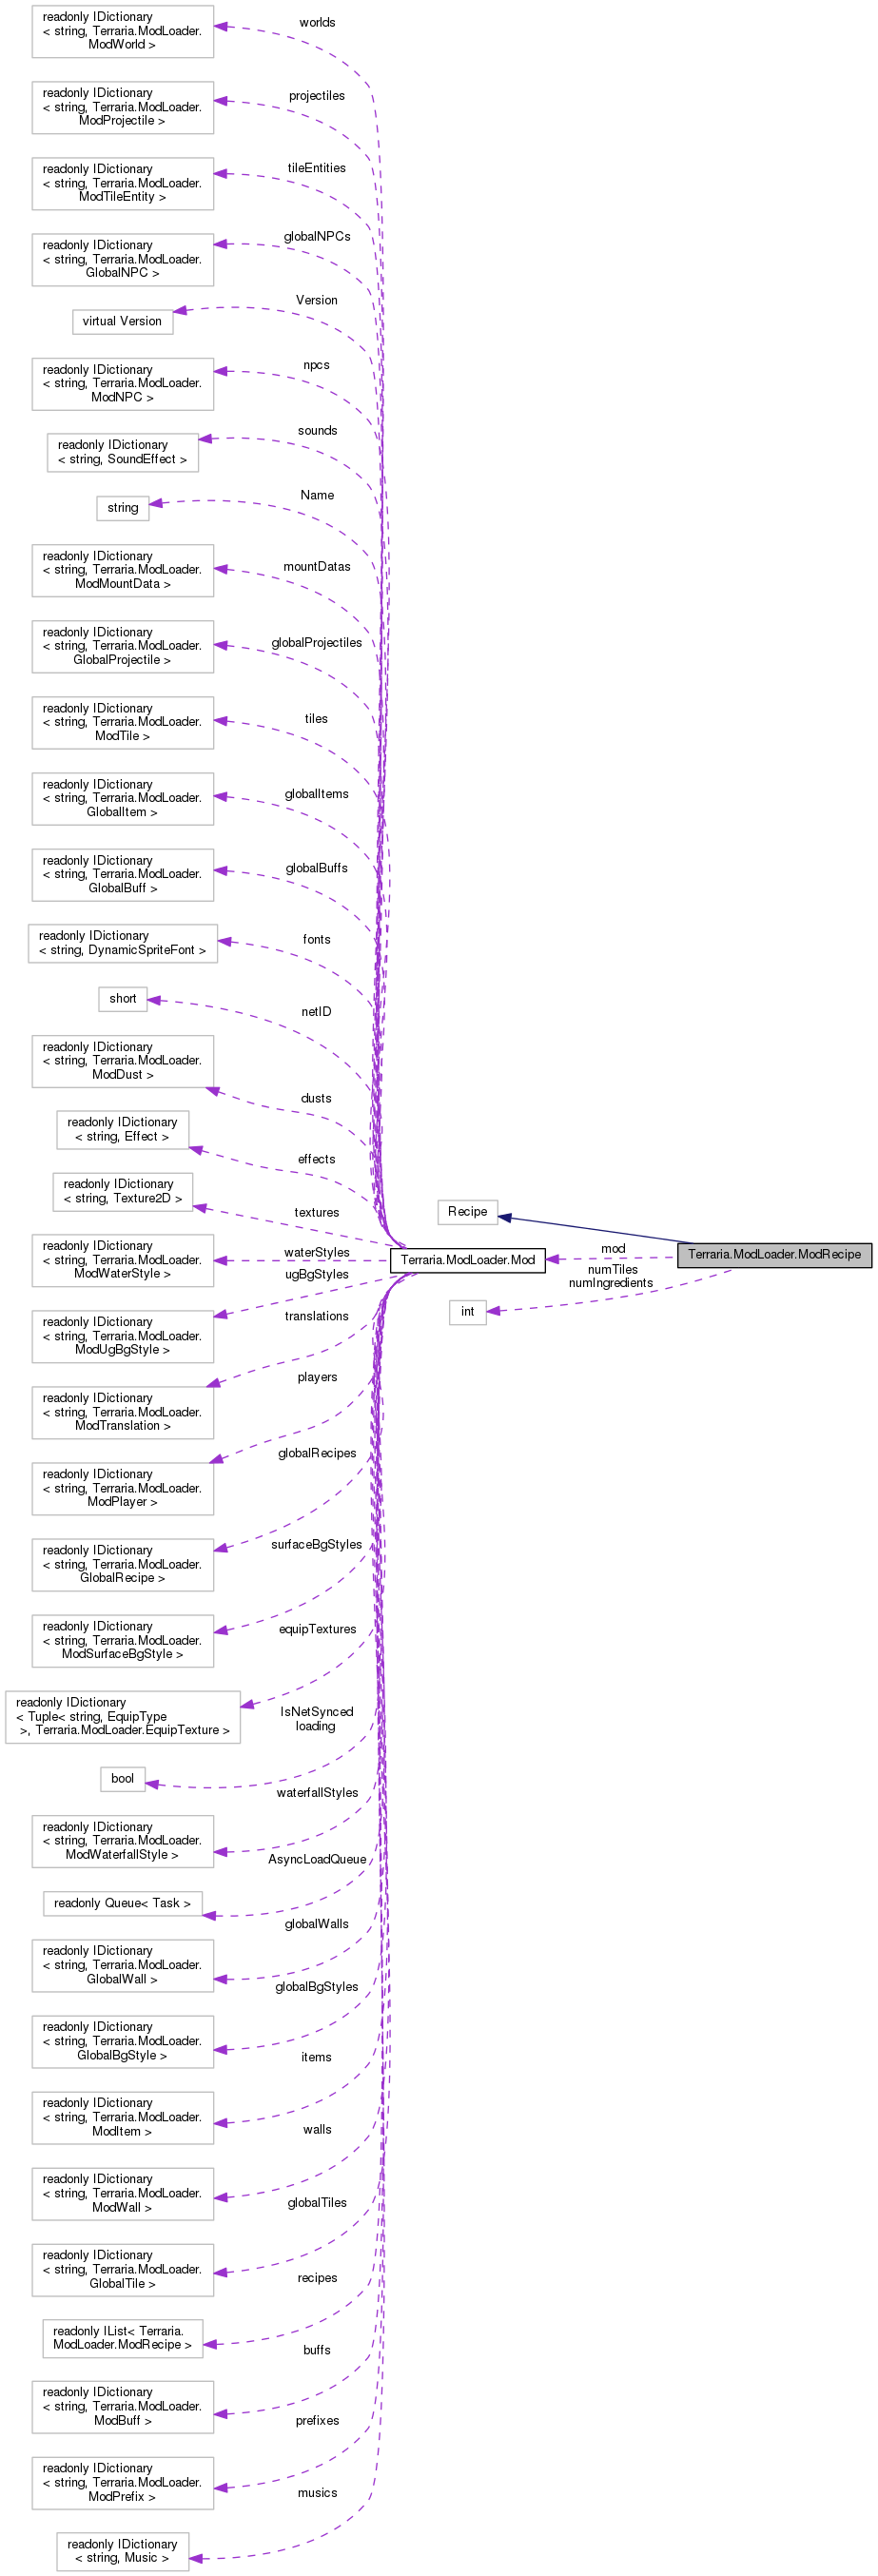 readonly IDictionary
< string, Terraria.ModLoader.
ModWorld >
worlds
readonly IDictionary
< string, Terraria.ModLoader.
ModProjectile >
projectiles
readonly IDictionary
< string, Terraria.ModLoader.
ModTileEntity >
tileEntities
readonly IDictionary
< string, Terraria.ModLoader.
GlobalNPC >
globalNPCs
virtual Version
Version
readonly IDictionary
< string, Terraria.ModLoader.
ModNPC >
npcs
readonly IDictionary
< string, SoundEffect >
sounds
string
Name
readonly IDictionary
< string, Terraria.ModLoader.
ModMountData >
mountDatas
readonly IDictionary
< string, Terraria.ModLoader.
GlobalProjectile >
globalProjectiles
readonly IDictionary
< string, Terraria.ModLoader.
ModTile >
tiles
readonly IDictionary
< string, Terraria.ModLoader.
GlobalItem >
globalItems
readonly IDictionary
< string, Terraria.ModLoader.
GlobalBuff >
globalBuffs
readonly IDictionary
< string, DynamicSpriteFont >
fonts
short
netID
readonly IDictionary
< string, Terraria.ModLoader.
ModDust >
dusts
readonly IDictionary
< string, Effect >
effects
readonly IDictionary
< string, Texture2D >
textures
readonly IDictionary
< string, Terraria.ModLoader.
ModWaterStyle >
waterStyles
Terraria.ModLoader.Mod
Recipe
mod
Terraria.ModLoader.ModRecipe
numTiles
numIngredients
int
readonly IDictionary
< string, Terraria.ModLoader.
ModUgBgStyle >
ugBgStyles
readonly IDictionary
< string, Terraria.ModLoader.
ModTranslation >
translations
readonly IDictionary
< string, Terraria.ModLoader.
ModPlayer >
players
readonly IDictionary
< string, Terraria.ModLoader.
GlobalRecipe >
globalRecipes
readonly IDictionary
< string, Terraria.ModLoader.
ModSurfaceBgStyle >
surfaceBgStyles
readonly IDictionary
< Tuple< string, EquipType
>, Terraria.ModLoader.EquipTexture >
equipTextures
bool
IsNetSynced
loading
readonly IDictionary
< string, Terraria.ModLoader.
ModWaterfallStyle >
waterfallStyles
readonly Queue< Task >
AsyncLoadQueue
readonly IDictionary
< string, Terraria.ModLoader.
GlobalWall >
globalWalls
readonly IDictionary
< string, Terraria.ModLoader.
GlobalBgStyle >
globalBgStyles
readonly IDictionary
< string, Terraria.ModLoader.
ModItem >
items
readonly IDictionary
< string, Terraria.ModLoader.
ModWall >
walls
readonly IDictionary
< string, Terraria.ModLoader.
GlobalTile >
globalTiles
readonly IList< Terraria.
ModLoader.ModRecipe >
recipes
readonly IDictionary
< string, Terraria.ModLoader.
ModBuff >
buffs
readonly IDictionary
< string, Terraria.ModLoader.
ModPrefix >
prefixes
readonly IDictionary
< string, Music >
musics